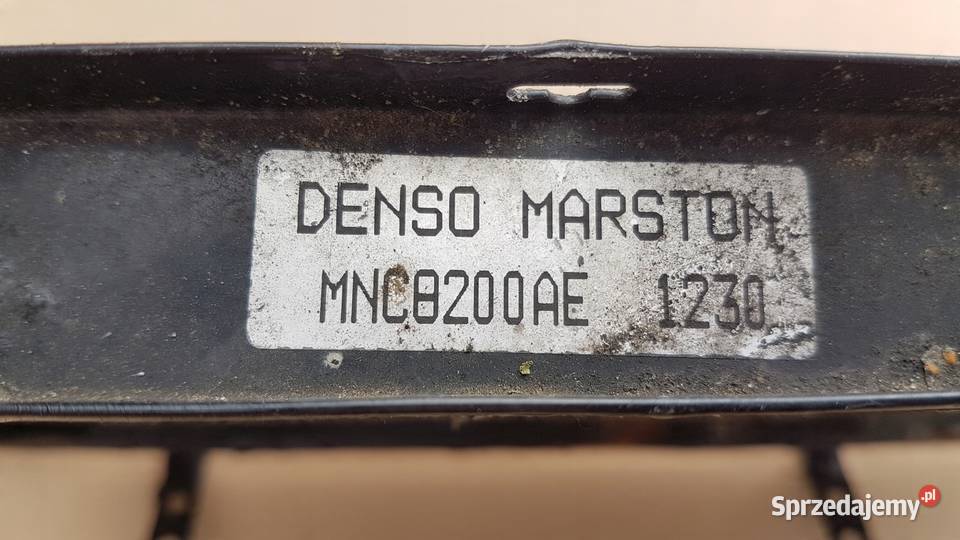 DENSO MARSTON
MNC8200AE 1230
Sprzedajemy.pl